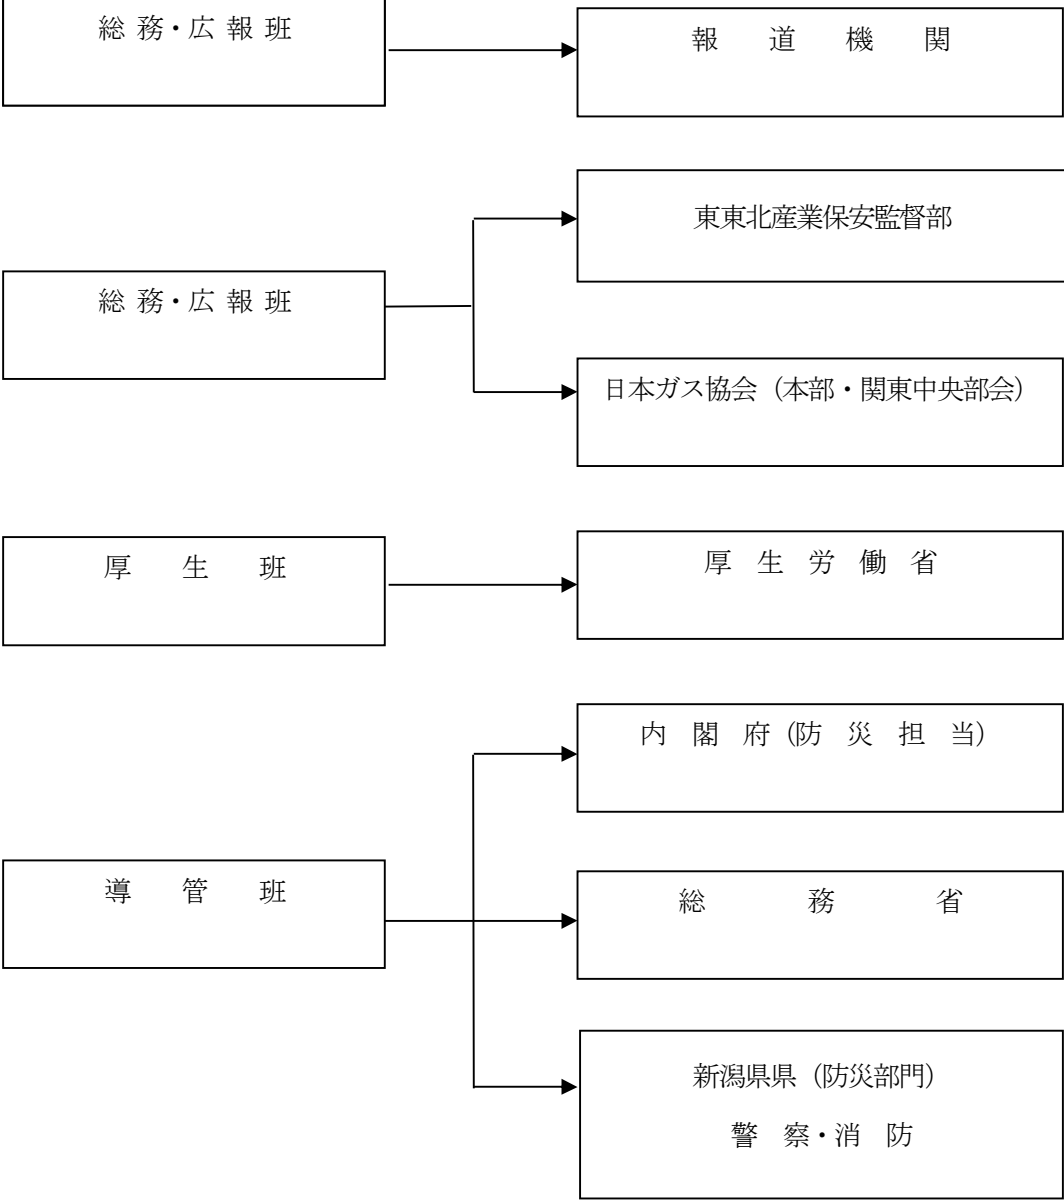 総務・広報班
報道機関
東東北産業保安監督部
総務・広報班
日本ガス協会（本部・関東中央部会）
厚生班
厚生労働省
内閣府（防災担当）
導管班
総務省
新潟県県（防災部門）
警察・消防